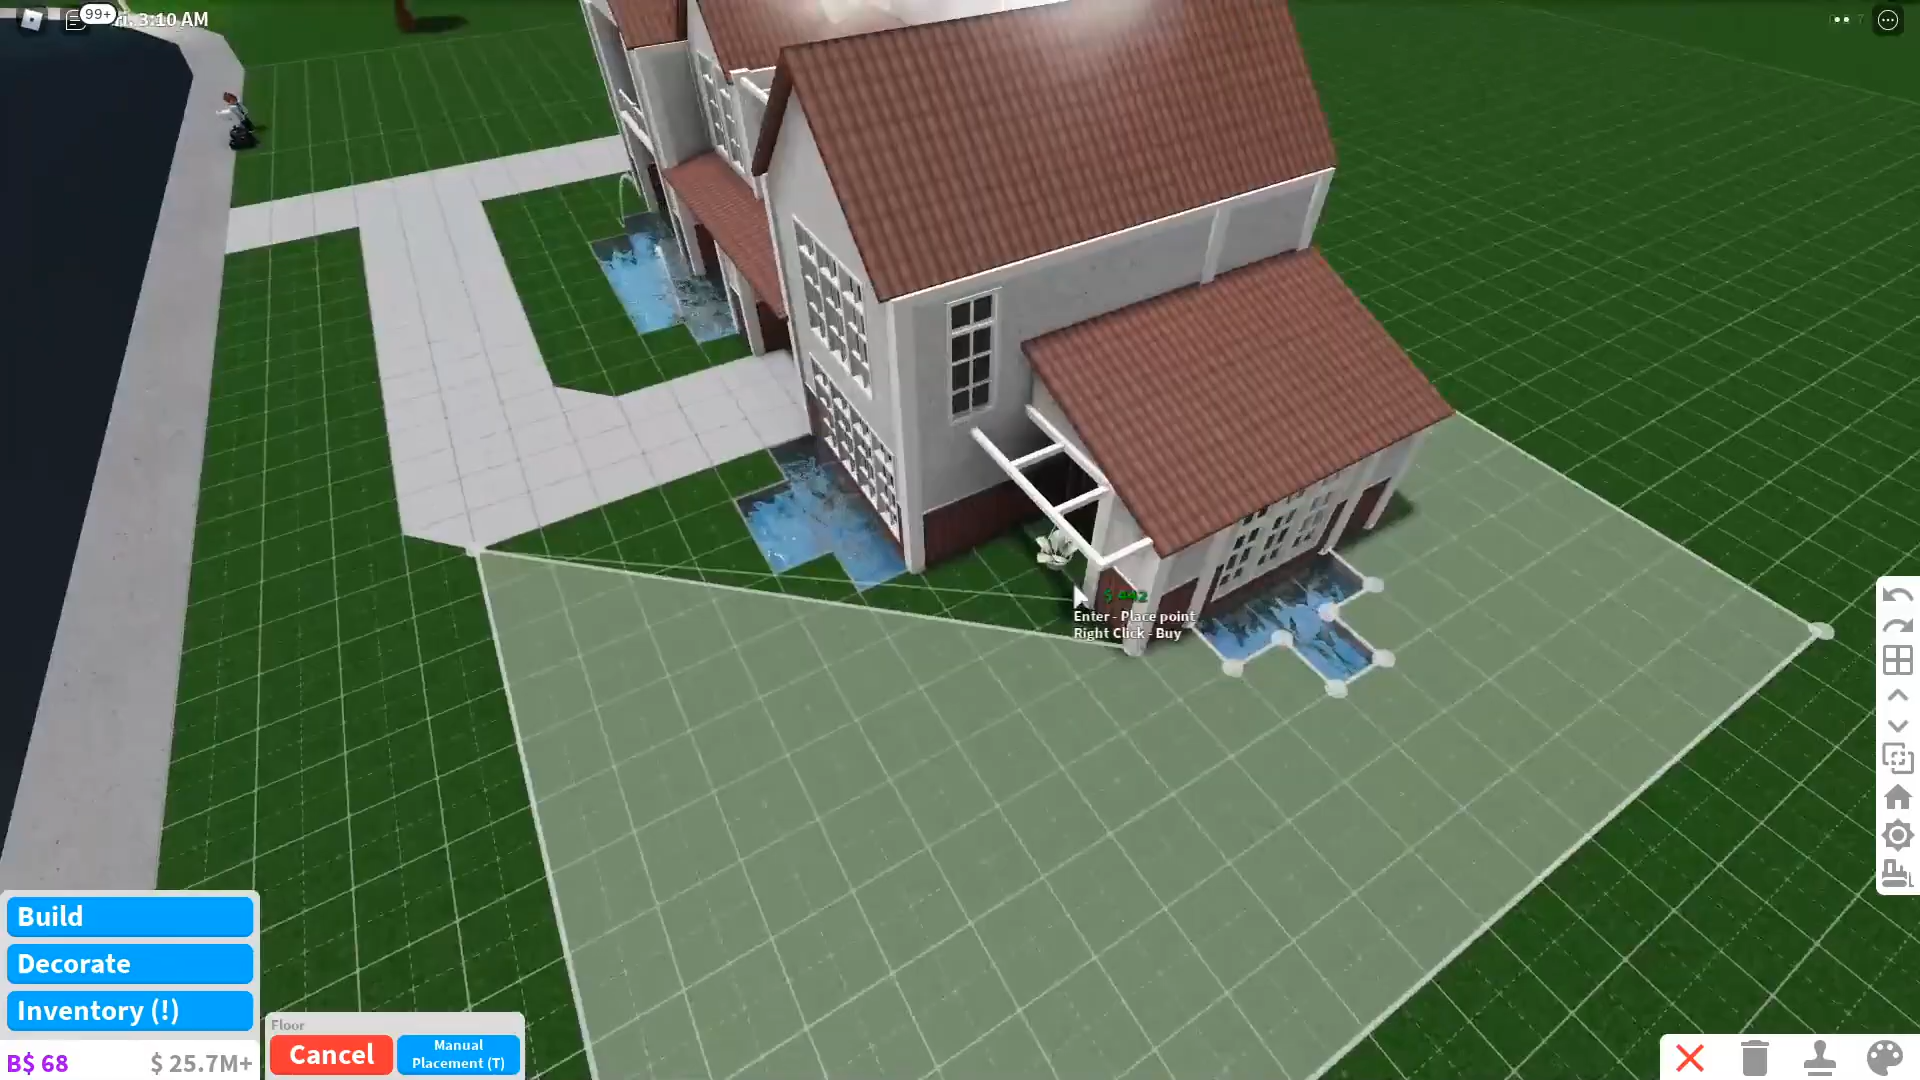 99+
Fri. 3:10 AM
$ 442
Enter - Place point
Right Click - Buy
Build
Decorate
Inventory (!)
B$ 68
$ 25.7M+
Floor
Cancel
Manual
Placement (T)